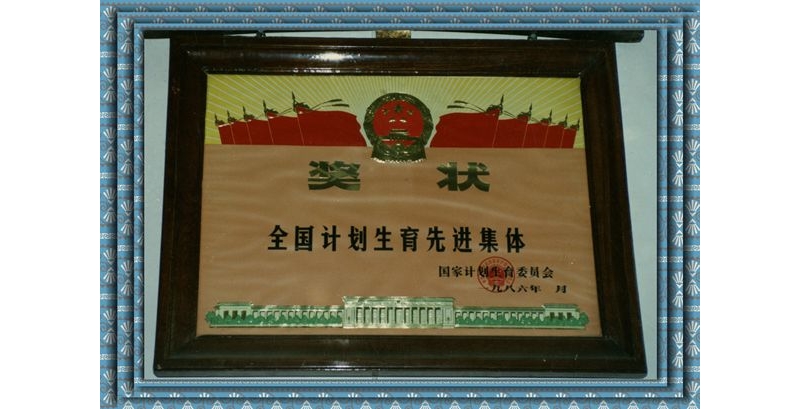 奖状
全国计划生育先进集体
国家计划生育委员会
一九八六年 月